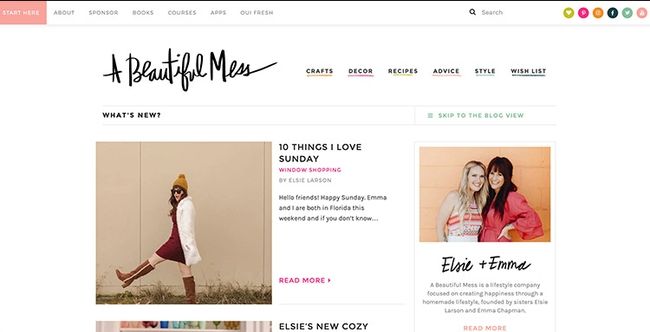 START HERE
ABOUT
SPONSOR
BOOKS
COURSES
APPS
OUI FRESH
Search
A Beautiful Mess
CRAFTS
DECOR
RECIPES
ADVICE
STYLE
WISH LIST
WHAT'S NEW?
SKIP TO THE BLOG VIEW
10 THINGS I LOVE
SUNDAY
WINDOW SHOPPING
BY ELSIE LARSON
Hello friends! Happy Sunday. Emma
and I are both in Florida this
weekend and if you don't know...
READ MORE
ELSIE'S NEW COZY
Elsie + Emma
A Beautiful Mess is a lifestyle company
focused on creating happiness through a
homemade lifestyle, founded by sisters Elsie
Larson and Emma Chapman.
READ MORE